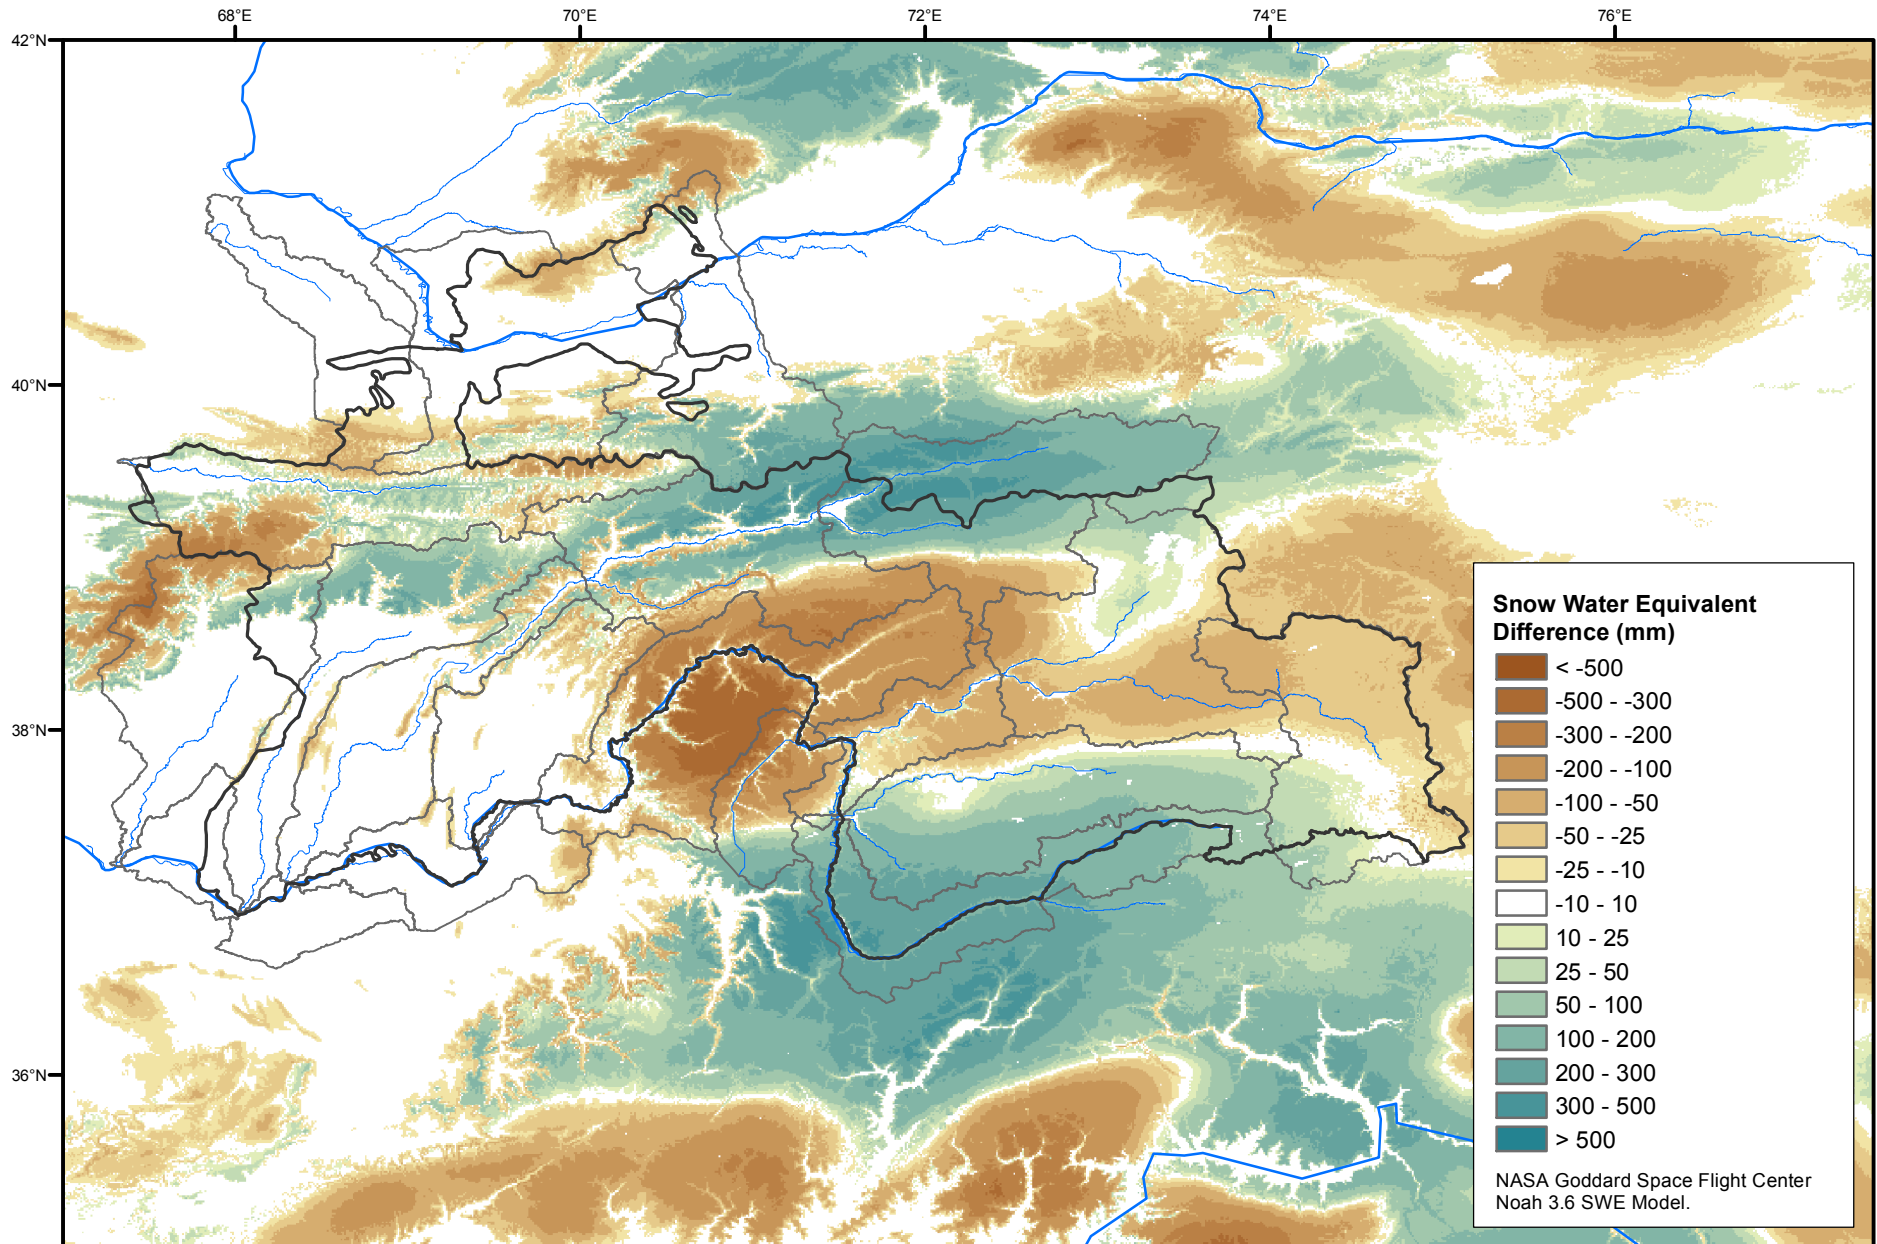 68°E 70°E 72°E 74°E 76°E
42°N
40°N
38°N
36°N
Snow Water Equivalent
Difference (mm)
< -500
-500 - -300
-300 - -200
-200 - -100
-100 - -50
-50 - -25
-25 - -10
-10 - 10
10 - 25
25 - 50
50 - 100
100 - 200
200 - 300
300 - 500
> 500
NASA Goddard Space Flight Center
Noah 3.6 SWE Model.